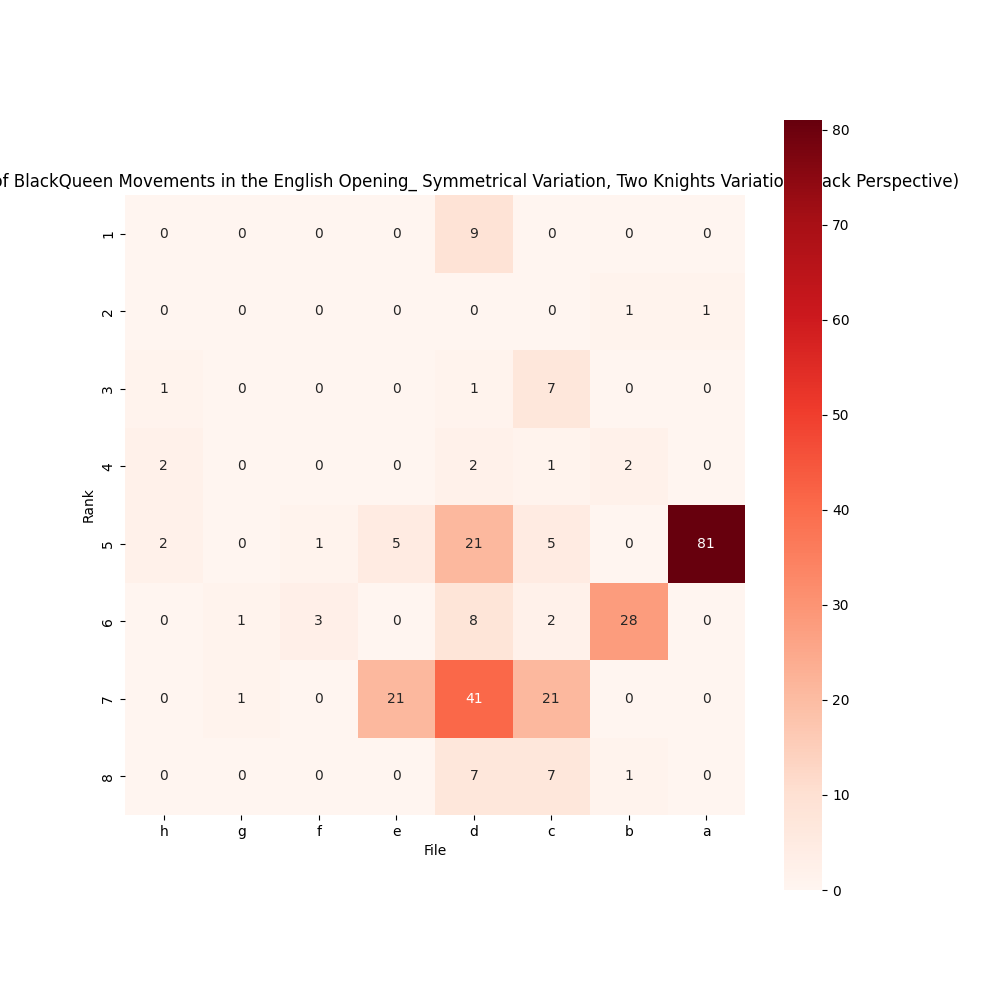 of BlackQueen Movements in the English Opening_ Symmetrical Variation, Two Knights Variatio ack Perspective)
80
1 0 0 0 0 9 0 0 0
70
2 0 0 0 0 0 0 1 1
60
3 1 0 0 0 1 7 0 0
50
4 2 0 0 0 2 1 2 0
Rank
5 2 0 1 5 21 5 0 81
40
6 0 1 3 0 8 2 28 0
30
7 0 1 0 21 41 21 0 0
20
8 0 0 0 0 7 7 1 0
10
h g f e d c b a
File
0